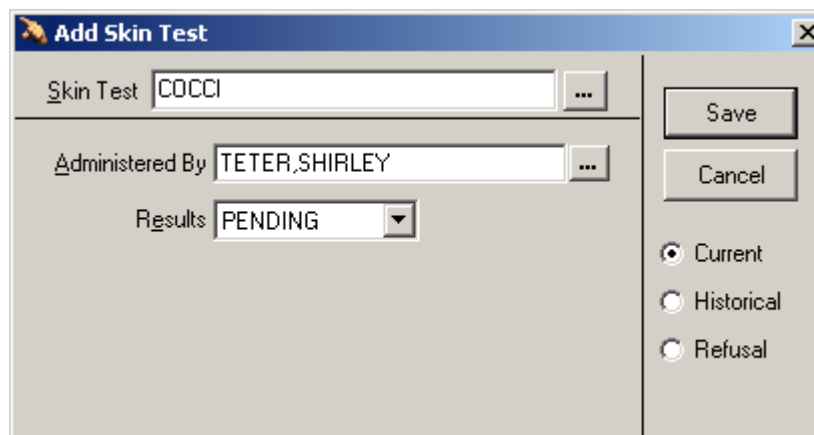 Add Skin Test
Skin Test COCCI ...
Administered By TETER,SHIRLEY ...
Results PENDING
Save
Cancel
Current
Historical
Refusal